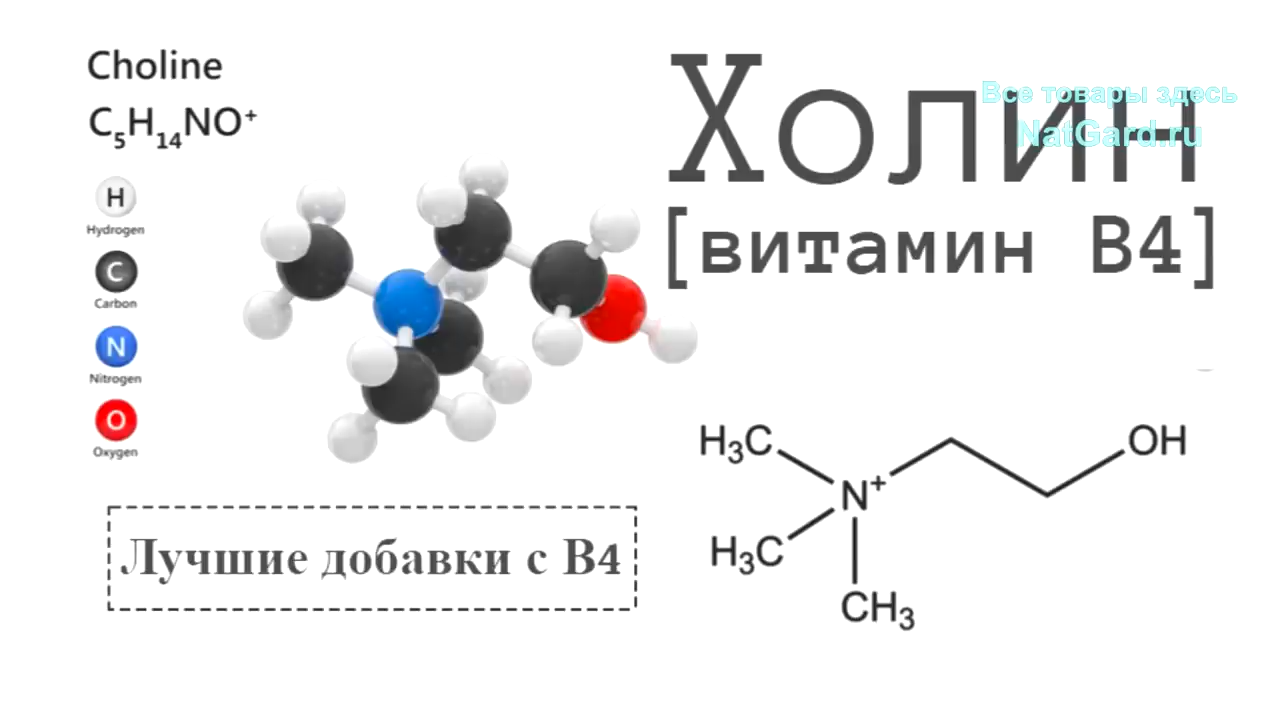 Choline
C₅H₁₄NO⁺
H
Hydrogen
C
Carbon
N
Nitrogen
O
Oxygen
Холин
Все товары здесь
NatGard.ru
[витамин B4]
H₃C
N⁺
OH
H₃C
CH₃
Лучшие добавки с B4